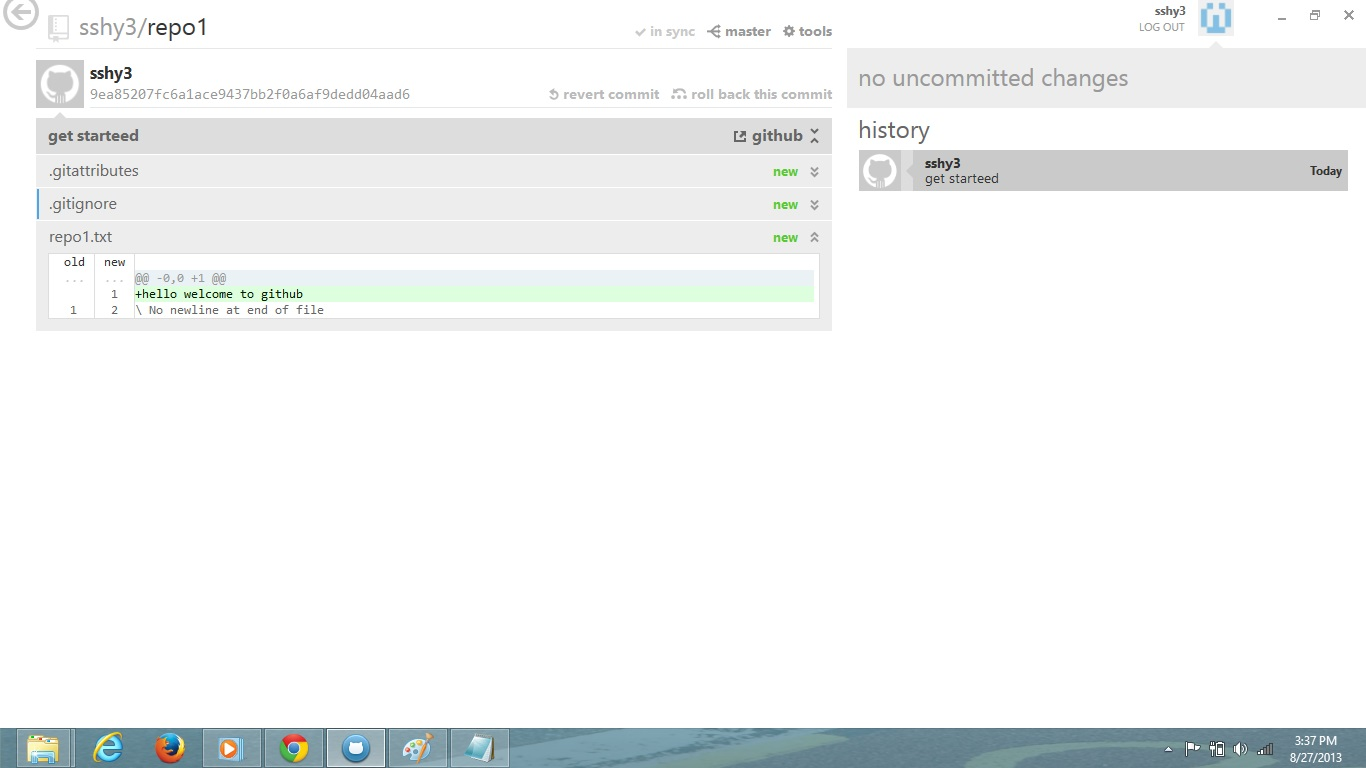 sshy3/repo1
in sync master tools
sshy3
LOG OUT
sshy3
9ea85207fc6a1ace9437bb2f0a6af9dedd04aad6
revert commit roll back this commit
no uncommitted changes
get starteed github
history
sshy3
get starteed
Today
.gitattributes new
.gitignore new
repo1.txt new
old new
... ... @@ -0,0 +1 @@
1 +hello welcome to github
1 2 \ No newline at end of file
3:37 PM
8/27/2013